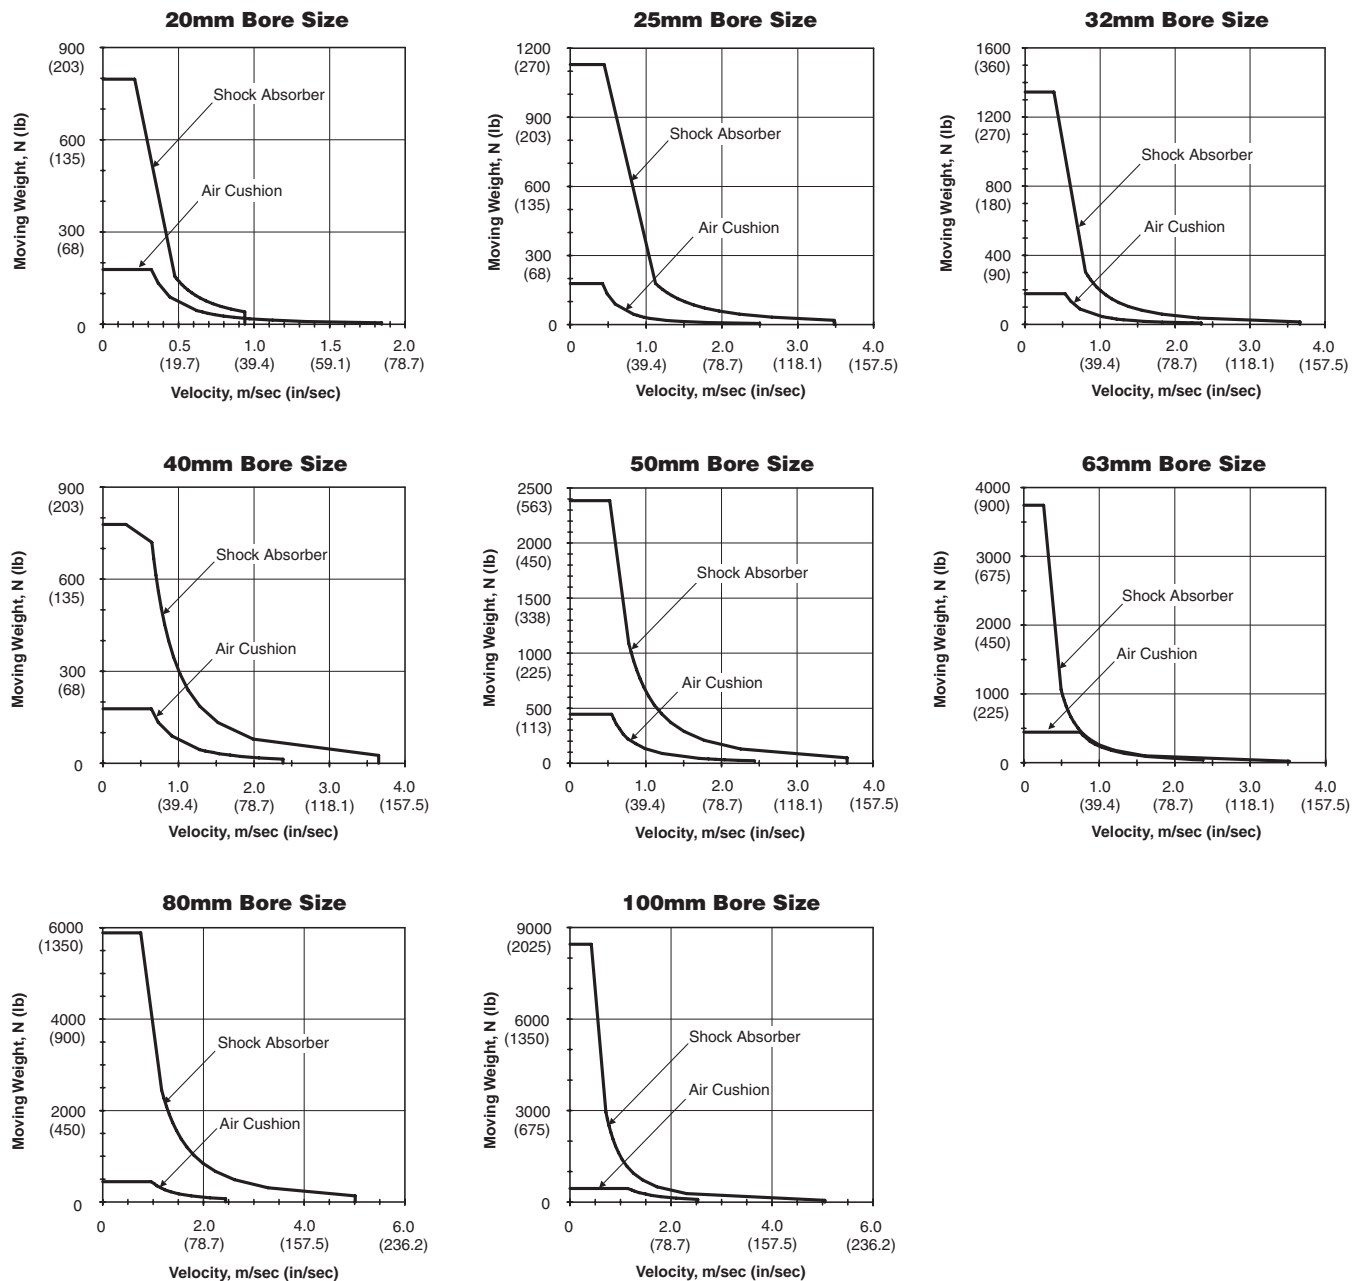 20mm Bore Size
900
(203)
600
(135)
300
(68)
0
Moving Weight, N (lb)
Shock Absorber
Air Cushion
0 0.5 1.0 1.5 2.0
(19.7) (39.4) (59.1) (78.7)
Velocity, m/sec (in/sec)
25mm Bore Size
1200
(270)
900
(203)
600
(135)
300
(68)
0
Moving Weight, N (lb)
Shock Absorber
Air Cushion
0 1.0 2.0 3.0 4.0
(39.4) (78.7) (118.1) (157.5)
Velocity, m/sec (in/sec)
32mm Bore Size
1600
(360)
1200
(270)
800
(180)
400
(90)
0
Moving Weight, N (lb)
Shock Absorber
Air Cushion
0 1.0 2.0 3.0 4.0
(39.4) (78.7) (118.1) (157.5)
Velocity, m/sec (in/sec)
40mm Bore Size
900
(203)
600
(135)
300
(68)
0
Moving Weight, N (lb)
Shock Absorber
Air Cushion
0 1.0 2.0 3.0 4.0
(39.4) (78.7) (118.1) (157.5)
Velocity, m/sec (in/sec)
50mm Bore Size
2500
(563)
2000
(450)
1500
(338)
1000
(225)
500
(113)
0
Moving Weight, N (lb)
Shock Absorber
Air Cushion
0 1.0 2.0 3.0 4.0
(39.4) (78.7) (118.1) (157.5)
Velocity, m/sec (in/sec)
63mm Bore Size
4000
(900)
3000
(675)
2000
(450)
1000
(225)
0
Moving Weight, N (lb)
Shock Absorber
Air Cushion
0 1.0 2.0 3.0 4.0
(39.4) (78.7) (118.1) (157.5)
Velocity, m/sec (in/sec)
80mm Bore Size
6000
(1350)
4000
(900)
2000
(450)
0
Moving Weight, N (lb)
Shock Absorber
Air Cushion
0 2.0 4.0 6.0
(78.7) (157.5) (236.2)
Velocity, m/sec (in/sec)
100mm Bore Size
9000
(2025)
6000
(1350)
3000
(675)
0
Moving Weight, N (lb)
Shock Absorber
Air Cushion
0 2.0 4.0 6.0
(78.7) (157.5) (236.2)
Velocity, m/sec (in/sec)